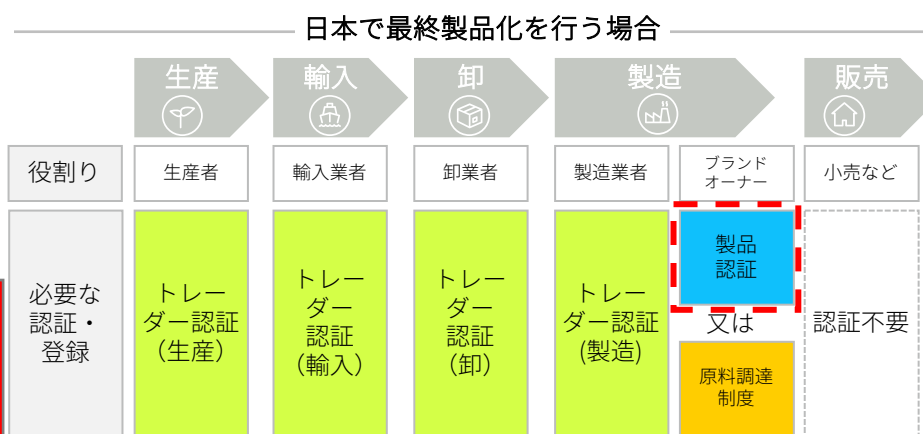 日本で最終製品化を行う場合
生産
輸入
卸
製造
販売
役割り
生産者
輸入業者
卸業者
製造業者
ブランド
オーナー
小売など
必要な
認証・
登録
トレー
ダー認証
（生産）
トレー
ダー
認証
（輸入）
トレー
ダー
認証
（卸）
トレー
ダー認証
(製造)
製品
認証
又は
原料調達
制度
認証不要